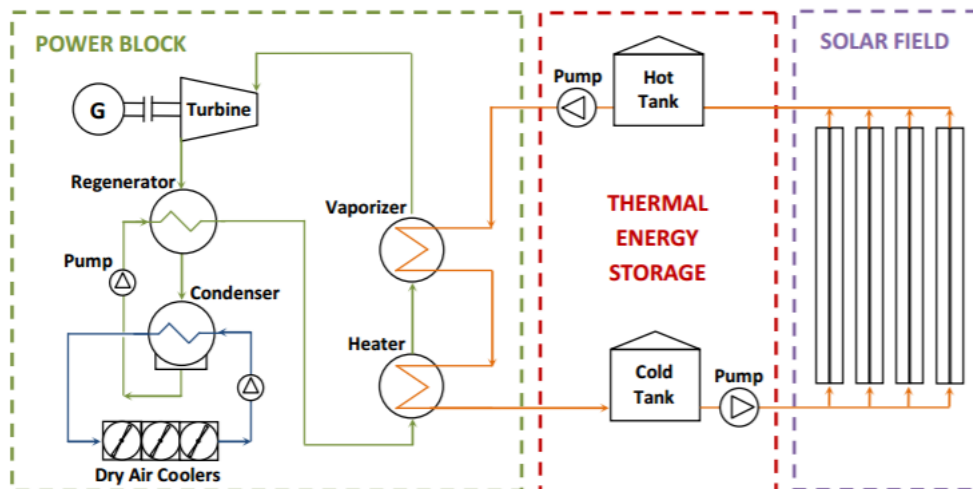 POWER BLOCK
SOLAR FIELD
Pump
Hot
Tank
G
Turbine
Regenerator
Vaporizer
THERMAL
ENERGY
STORAGE
Pump
Condenser
Heater
Cold
Tank
Pump
Dry Air Coolers